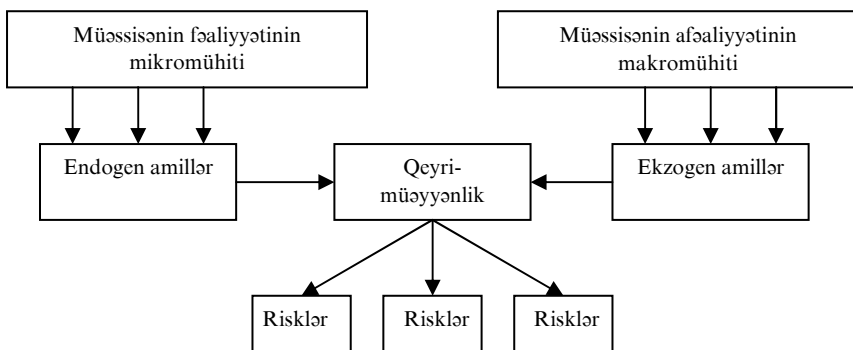 Müəssisənin fəaliyyətinin
mikromühiti
Müəssisənin afəaliyyətinin
makromühiti
Endogen amillər
Qeyri-
müəyyənlik
Ekzogen amillər
Risklər
Risklər
Risklər